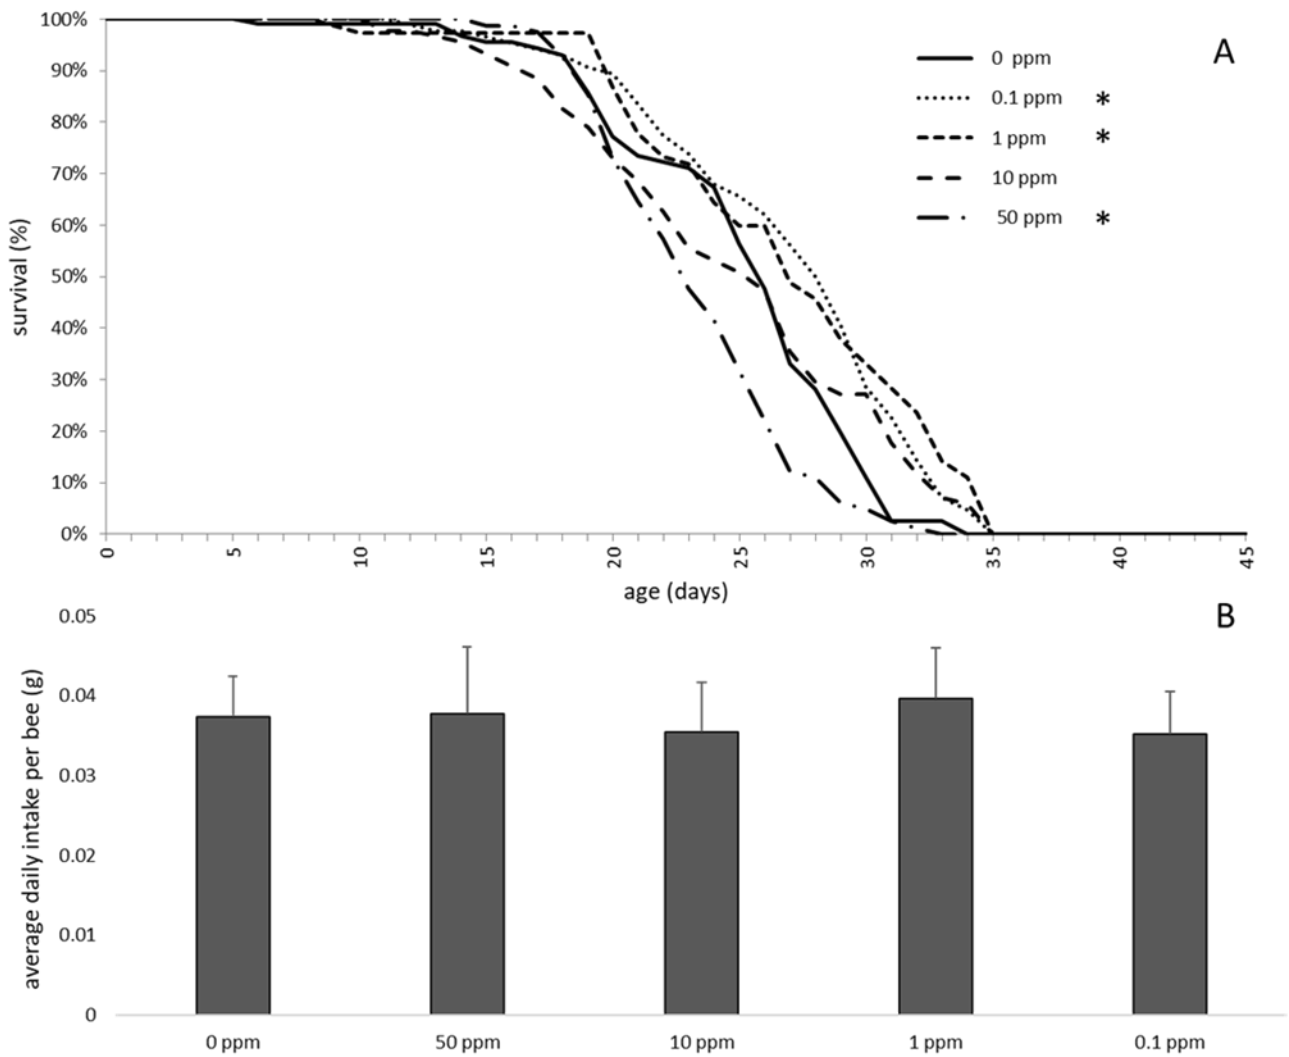 100%
90%
80%
70%
60%
50%
40%
30%
20%
10%
0%
survival (%)
0 5 10 15 20 25 30 35 40 45
age (days)
A
0 ppm
0.1 ppm *
1 ppm *
10 ppm
50 ppm *
B
0.05
0.04
0.03
0.02
0.01
0
average daily intake per bee (g)
0 ppm 50 ppm 10 ppm 1 ppm 0.1 ppm